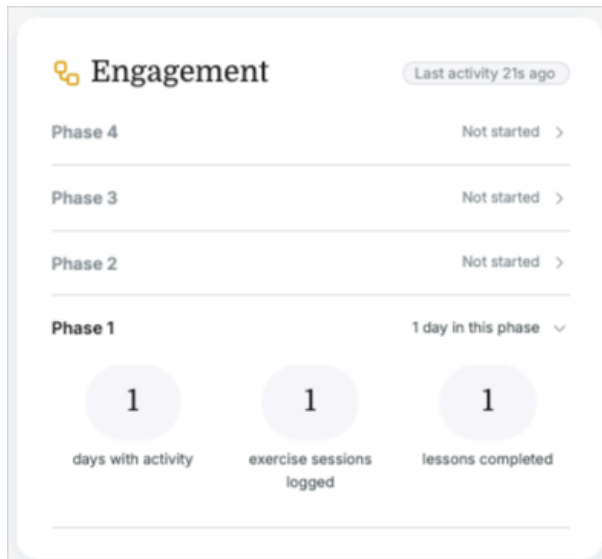 Engagement
Last activity 21s ago
Phase 4
Not started
Phase 3
Not started
Phase 2
Not started
Phase 1
1 day in this phase
1
1
1
days with activity
exercise sessions
logged
lessons completed